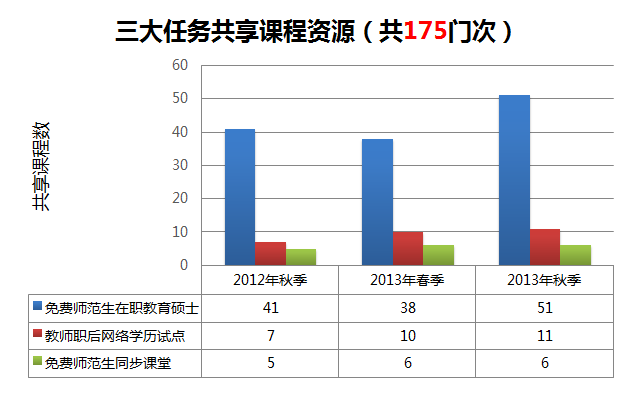 三大任务共享课程资源（共175门次）
共享课程数
60
50
40
30
20
10
0
2012年秋季 2013年春季 2013年秋季
免费师范生在职教育硕士 41 38 51
教师职后网络学历试点 7 10 11
免费师范生同步课堂 5 6 6